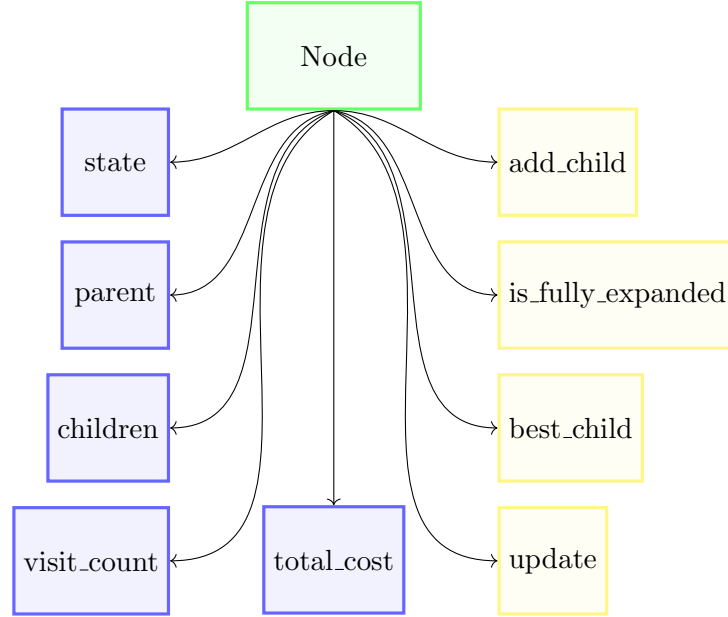 Node
state
add_child
parent
is_fully_expanded
children
best_child
visit_count
total_cost
update